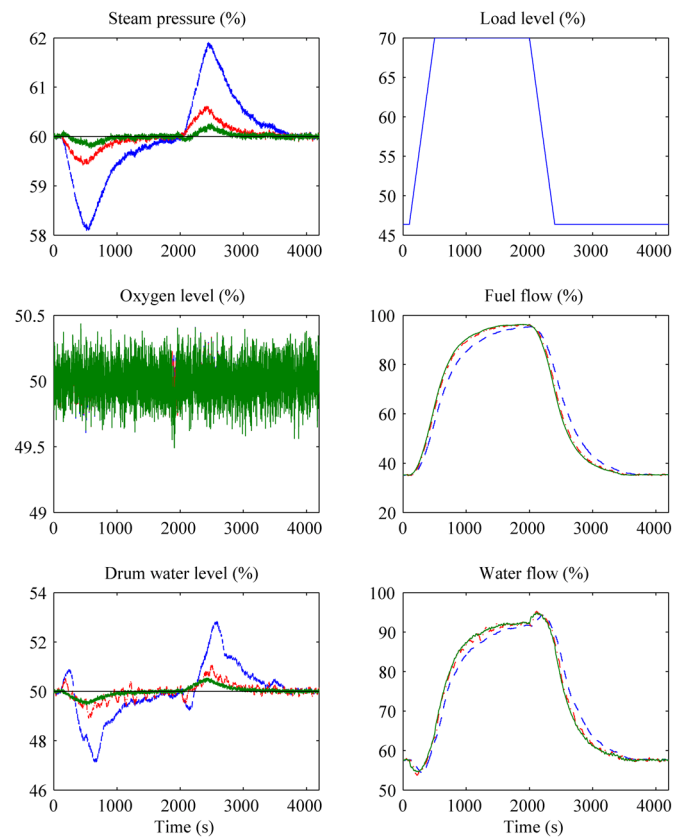 Steam pressure (%)
62
61
60
59
58
0 1000 2000 3000 4000
Load level (%)
70
65
60
55
50
45
0 1000 2000 3000 4000
Oxygen level (%)
50.5
50
49.5
49
0 1000 2000 3000 4000
Fuel flow (%)
100
80
60
40
20
0 1000 2000 3000 4000
Drum water level (%)
54
52
50
48
46
0 1000 2000 3000 4000
Time (s)
Water flow (%)
100
90
80
70
60
50
0 1000 2000 3000 4000
Time (s)